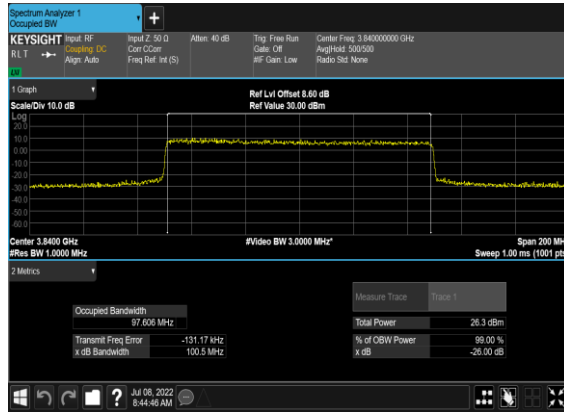 Spectrum Analyzer 1
Occupied BW
+
KEYSIGHT Input: RF Input Z: 50 Ω Atten: 40 dB Trig: Free Run Center Freq: 3.840000000 GHz
RLT Coupling: DC Corr CCorr Gate: Off Avg|Hold: 500/500
Align: Auto Freq Ref: Int (S) #IF Gain: Low Radio Std: None
LW
1 Graph
Scale/Div 10.0 dB Ref Lvl Offset 8.60 dB
Ref Value 30.00 dBm
Log
20.0
10.0
0.00
-10.0
-20.0
-30.0
-40.0
-50.0
-60.0
Center 3.8400 GHz #Video BW 3.0000 MHz* Span 200 MH
#Res BW 1.0000 MHz Sweep 1.00 ms (1001 pts
2 Metrics
Measure Trace Trace 1
Occupied Bandwidth
97.606 MHz Total Power 26.3 dBm
Transmit Freq Error -131.17 kHz % of OBW Power 99.00 %
x dB Bandwidth 100.5 MHz x dB -26.00 dB
? Jul 08, 2022
8:44:46 AM